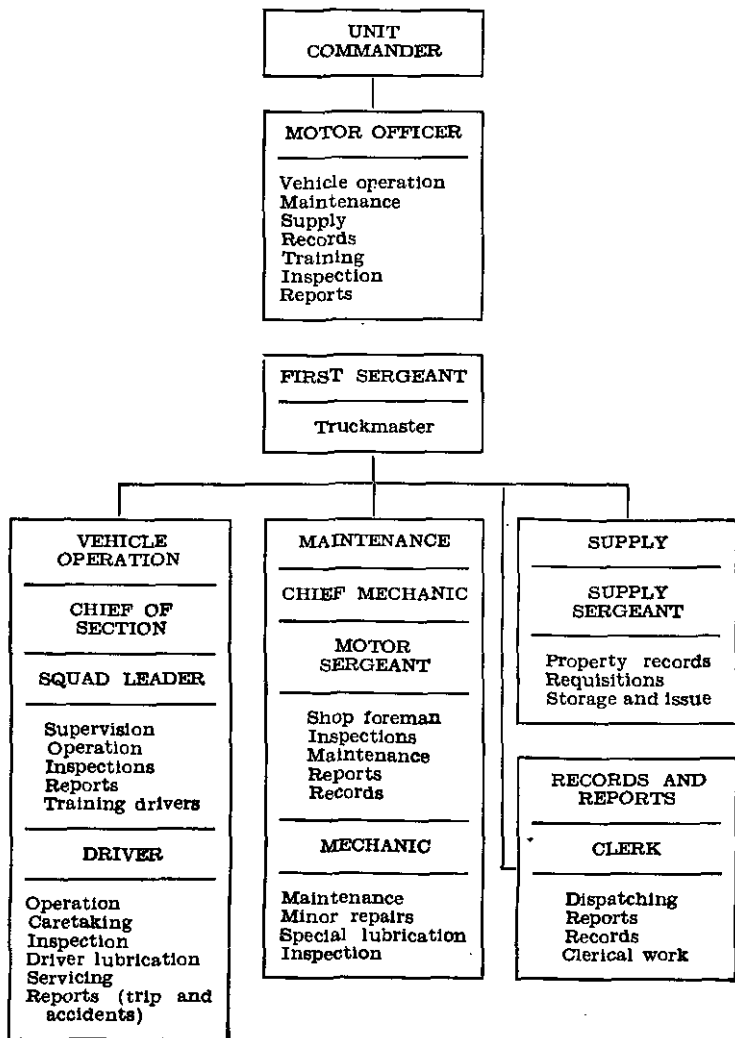 UNIT
COMMANDER
MOTOR OFFICER
Vehicle operation
Maintenance
Supply
Records
Training
Inspection
Reports
FIRST SERGEANT
Truckmaster
VEHICLE
OPERATION
CHIEF OF
SECTION
SQUAD LEADER
Supervision
Operation
Inspections
Reports
Training drivers
DRIVER
Operation
Caretaking
Inspection
Driver lubrication
Servicing
Reports (trip and
accidents)
MAINTENANCE
CHIEF MECHANIC
MOTOR
SERGEANT
Shop foreman
Inspections
Maintenance
Reports
Records
MECHANIC
Maintenance
Minor repairs
Special lubrication
Inspection
SUPPLY
SUPPLY
SERGEANT
Property records
Requisitions
Storage and issue
RECORDS AND
REPORTS
CLERK
Dispatching
Reports
Records
Clerical work